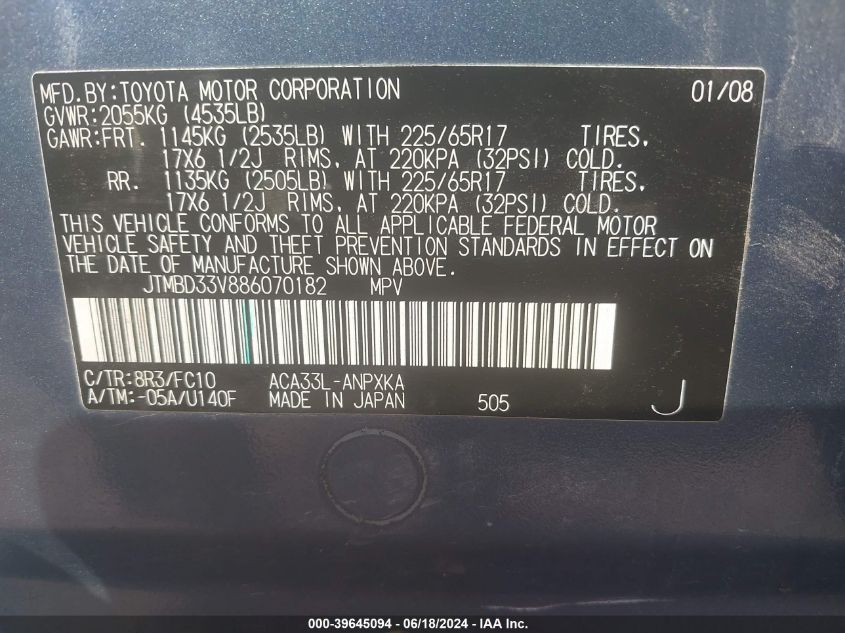 MFD.BY:TOYOTA MOTOR CORPORATION 01/08
GVWR:2055KG (4535LB)
GAWR:FRT. 1145KG (2535LB) WITH 225/65R17 TIRES,
17X6 1/2J RIMS, AT 220KPA (32PSI) COLD.
RR. 1135KG (2505LB) WITH 225/65R17 TIRES,
17X6 1/2J RIMS, AT 220KPA (32PSI) COLD.
THIS VEHICLE CONFORMS TO ALL APPLICABLE FEDERAL MOTOR
VEHICLE SAFETY AND THEFT PREVENTION STANDARDS IN EFFECT ON
THE DATE OF MANUFACTURE SHOWN ABOVE.
JTMBD33V886070182 MPV
C/TR:8R3/FC10 ACA33L-ANPXKA
A/TM:-05A/U140F MADE IN JAPAN 505 J
000-39645094 - 06/18/2024 - IAA Inc.